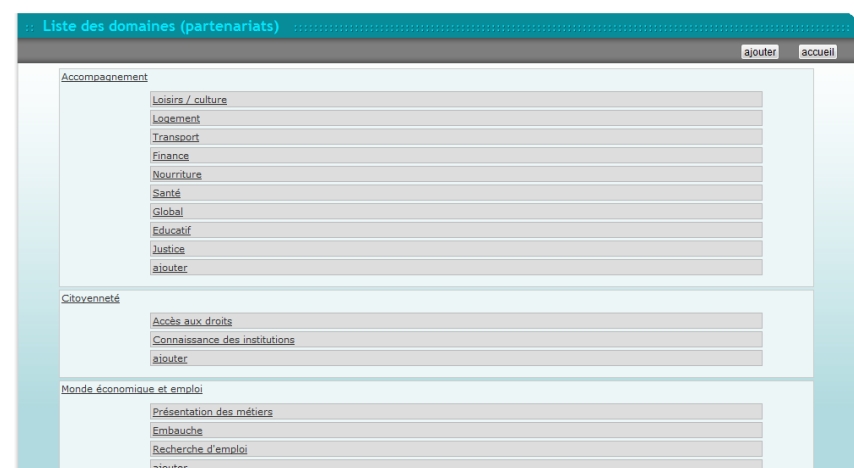 :: Liste des domaines (partenariats)
ajouter accueil
Accompagnement
Loisirs / culture
Logement
Transport
Finance
Nourriture
Santé
Global
Educatif
Justice
ajouter
Citoyenneté
Accès aux droits
Connaissance des institutions
ajouter
Monde économique et emploi
Présentation des métiers
Embauche
Recherche d'emploi
ajouter